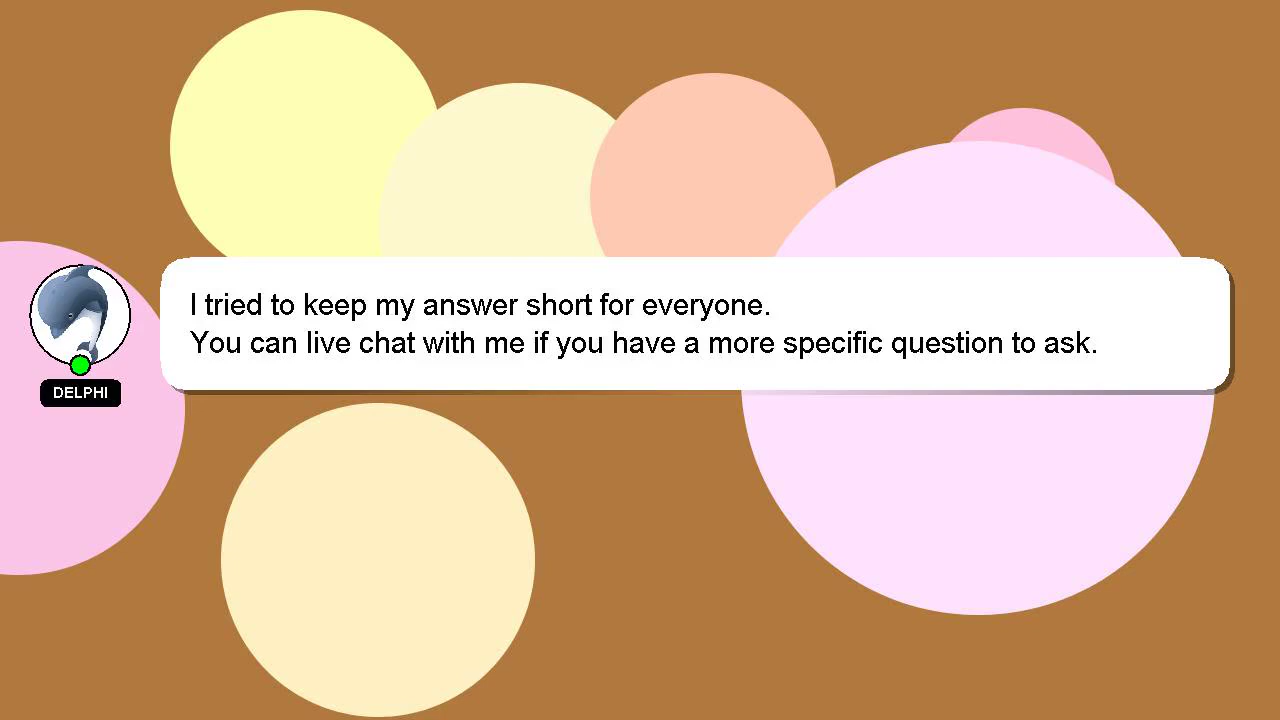 I tried to keep my answer short for everyone.
You can live chat with me if you have a more specific question to ask.
DELPHI